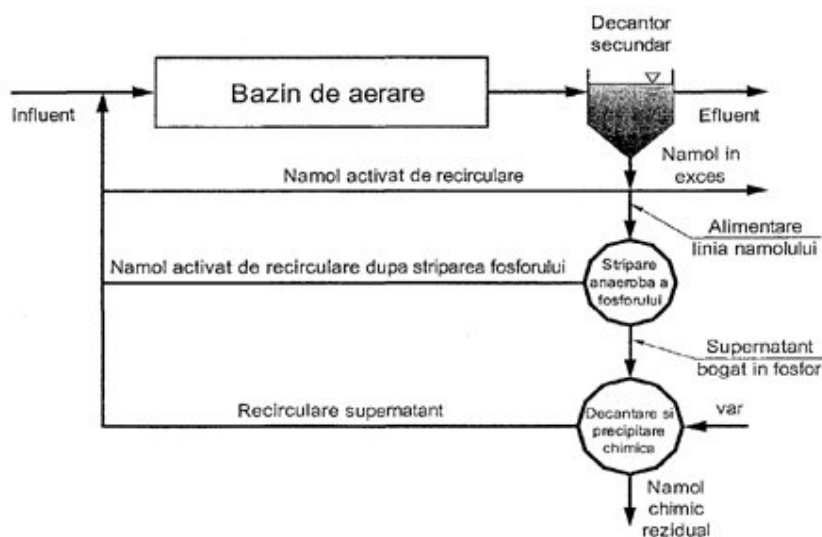 Decantor
secundar
Influent
Bazin de aerare
Efluent
Namol in
exces
Namol activat de recirculare
Alimentare
linia namolului
Namol activat de recirculare dupa striparea fosforului
Stripare
anaeroba a
fosforului
Supernatant
bogat in fosfor
Recirculare supernatant
Decantare si
precipitare
chimica
var
Namol
chimic
rezidual